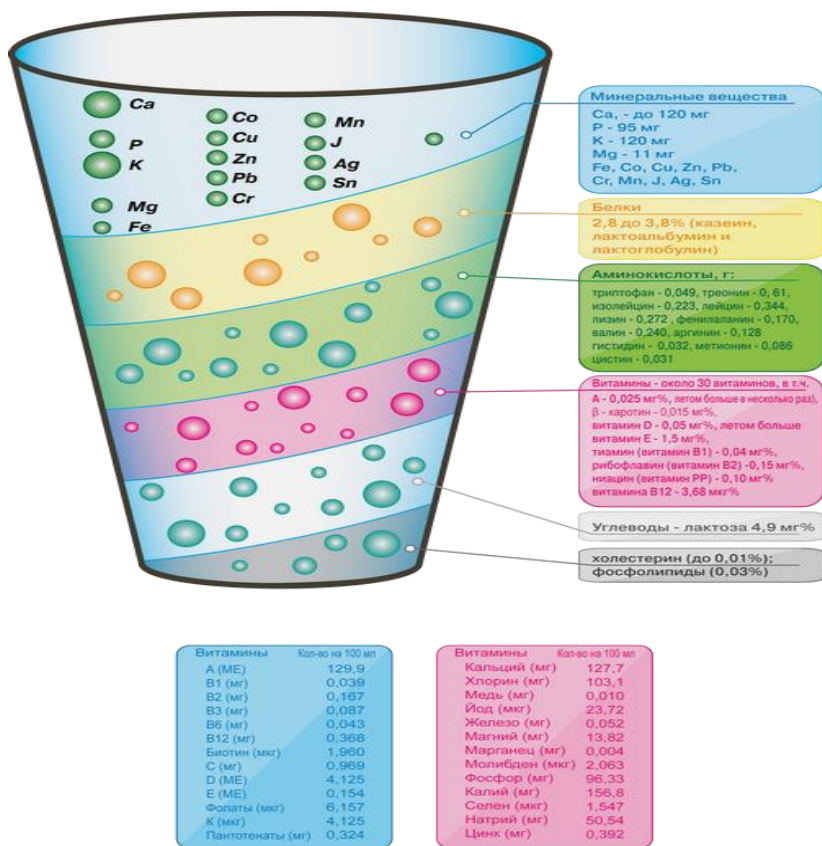 Ca
P
K
Mg
Fe
Co
Cu
Zn
Pb
Cr
Mn
J
Ag
Sn
Минеральные вещества
Ca, - до 120 мг
P - 95 мг
K - 120 мг
Mg - 11 мг
Fe, Co, Cu, Zn, Pb,
Cr, Mn, J, Ag, Sn
Белки
2,8 до 3,8% (казеин,
лактоальбумин и
лактоглобулин)
Аминокислоты, г:
триптофан - 0,049, треонин - 0, 61,
изолейцин - 0,223, лейцин - 0,344,
лизин - 0,272 , фенилаланин - 0,170,
валин - 0,240, аргинин - 0,128
гистидин - 0,032, метионин - 0,086
цистин - 0,031
Витамины - около 30 витаминов, в т.ч.
А - 0,025 мг%, летом больше в несколько раз),
β - каротин - 0,015 мг%,
витамин D - 0,05 мг%, летом больше
витамин Е - 1,5 мг%,
тиамин (витамин В1) - 0,04 мг%,
рибофлавин (витамин В2) -0,15 мг%,
ниацин (витамин РР) - 0,10 мг%
витамина В12 - 3,68 мкг%
Углеводы - лактоза 4,9 мг%
холестерин (до 0,01%);
фосфолипиды (0,03%)
Витамины Кол-во на 100 мл
А (МЕ) 129,9
В1 (мг) 0,039
В2 (мг) 0,167
В3 (мг) 0,087
В6 (мг) 0,043
В12 (мг) 0,368
Биотин (мкг) 1,960
С (мг) 0,969
D (МЕ) 4,125
Е (МЕ) 0,154
Фолаты (мкг) 6,157
К (мкг) 4,125
Пантотенаты (мг) 0,324
Витамины Кол-во на 100 мл
Кальций (мг) 127,7
Хлорин (мг) 103,1
Медь (мг) 0,010
Йод (мкг) 23,72
Железо (мг) 0,052
Магний (мг) 13,82
Марганец (мг) 0,004
Молибден (мкг) 2,063
Фосфор (мг) 96,33
Калий (мг) 156,8
Селен (мкг) 1,547
Натрий (мг) 50,54
Цинк (мг) 0,392